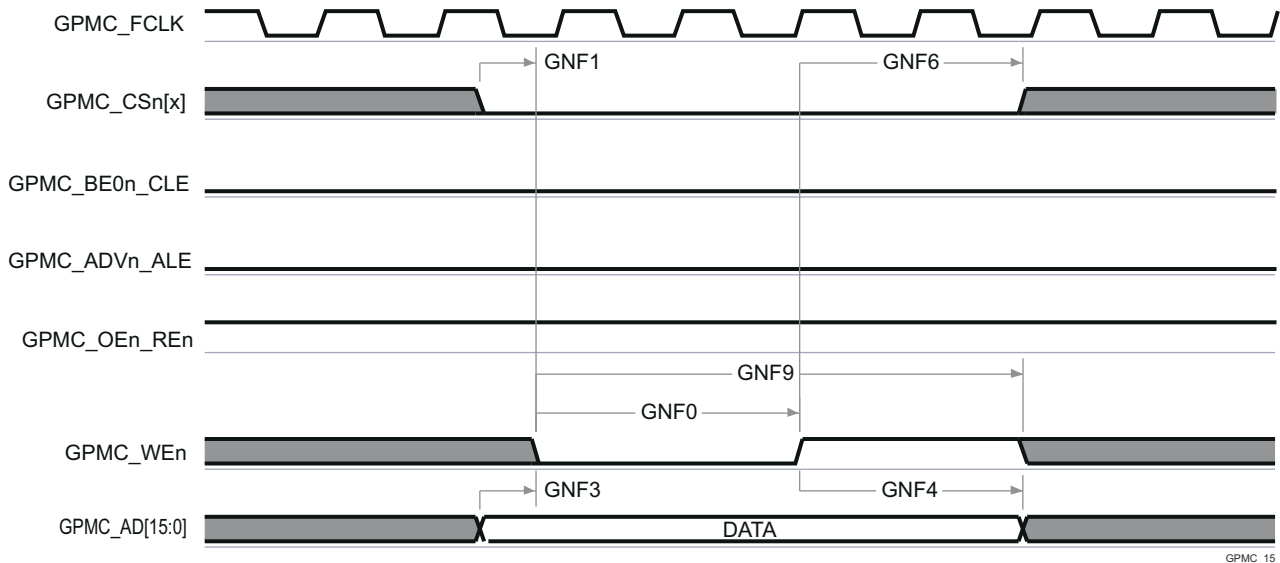 GPMC_FCLK
GNF1
GNF6
GPMC_CSn[x]
GPMC_BE0n_CLE
GPMC_ADVn_ALE
GPMC_OEn_REn
GNF9
GNF0
GPMC_WEn
GNF3
GNF4
GPMC_AD[15:0]
DATA
GPMC_15